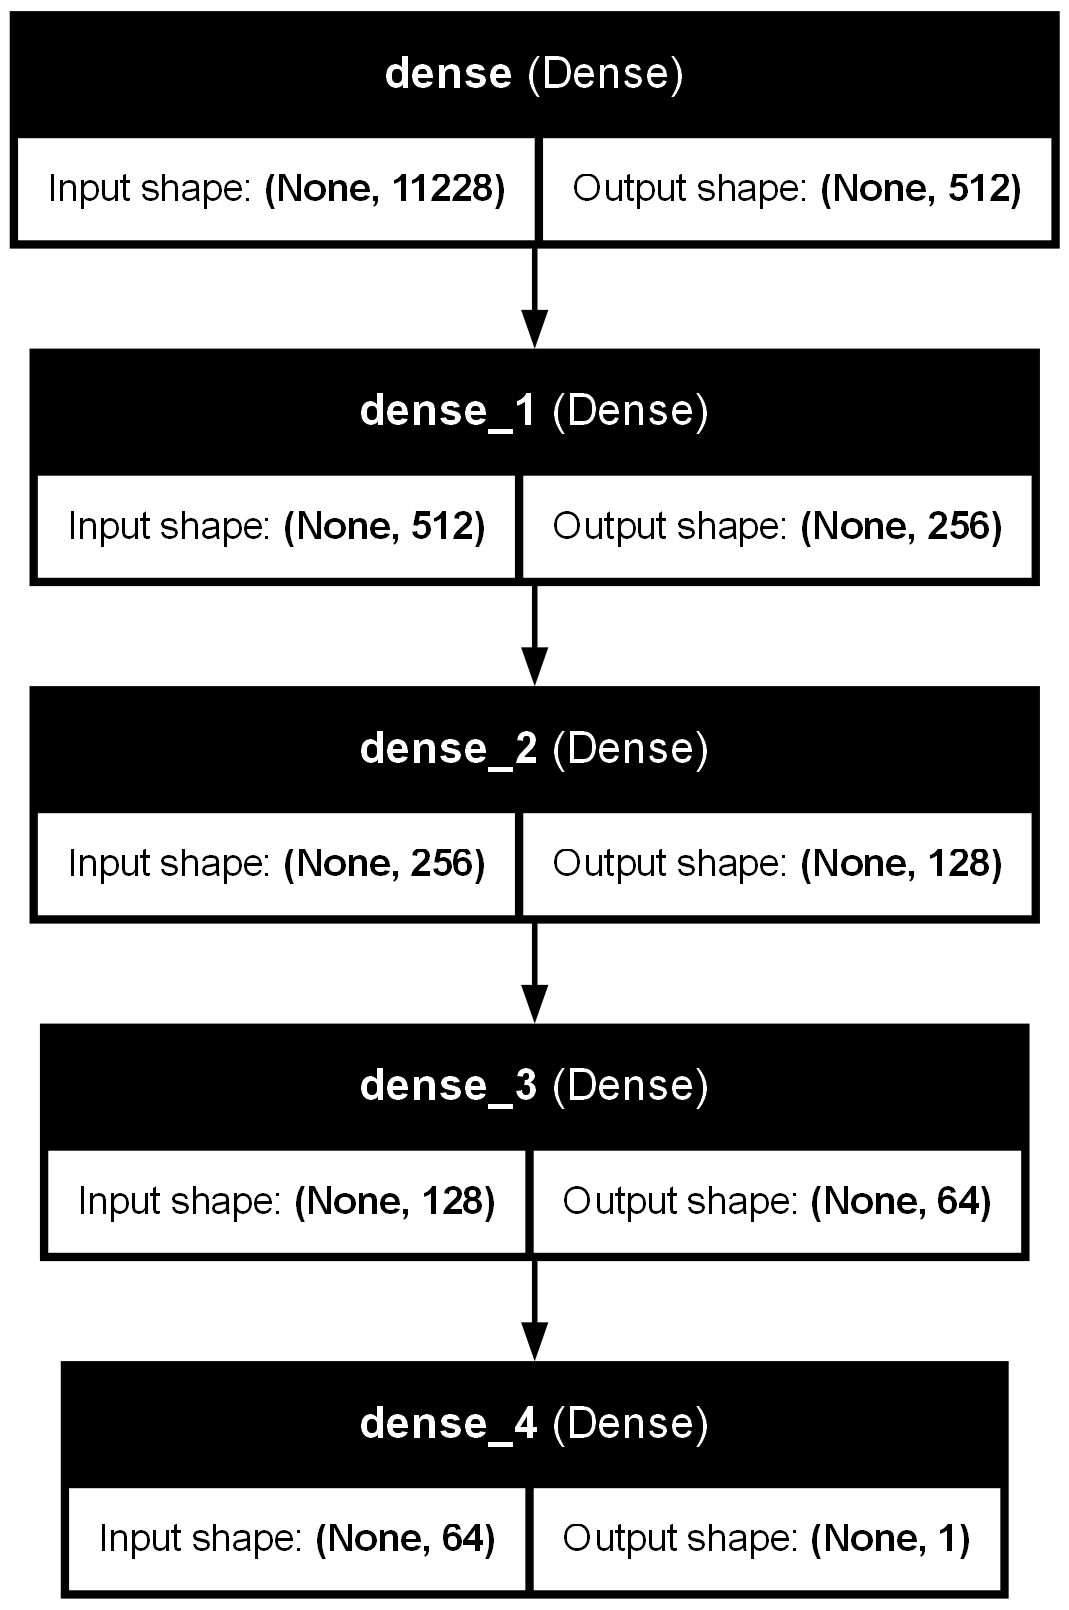 dense (Dense)
Input shape: (None, 11228) Output shape: (None, 512)
dense_1 (Dense)
Input shape: (None, 512) Output shape: (None, 256)
dense_2 (Dense)
Input shape: (None, 256) Output shape: (None, 128)
dense_3 (Dense)
Input shape: (None, 128) Output shape: (None, 64)
dense_4 (Dense)
Input shape: (None, 64) Output shape: (None, 1)